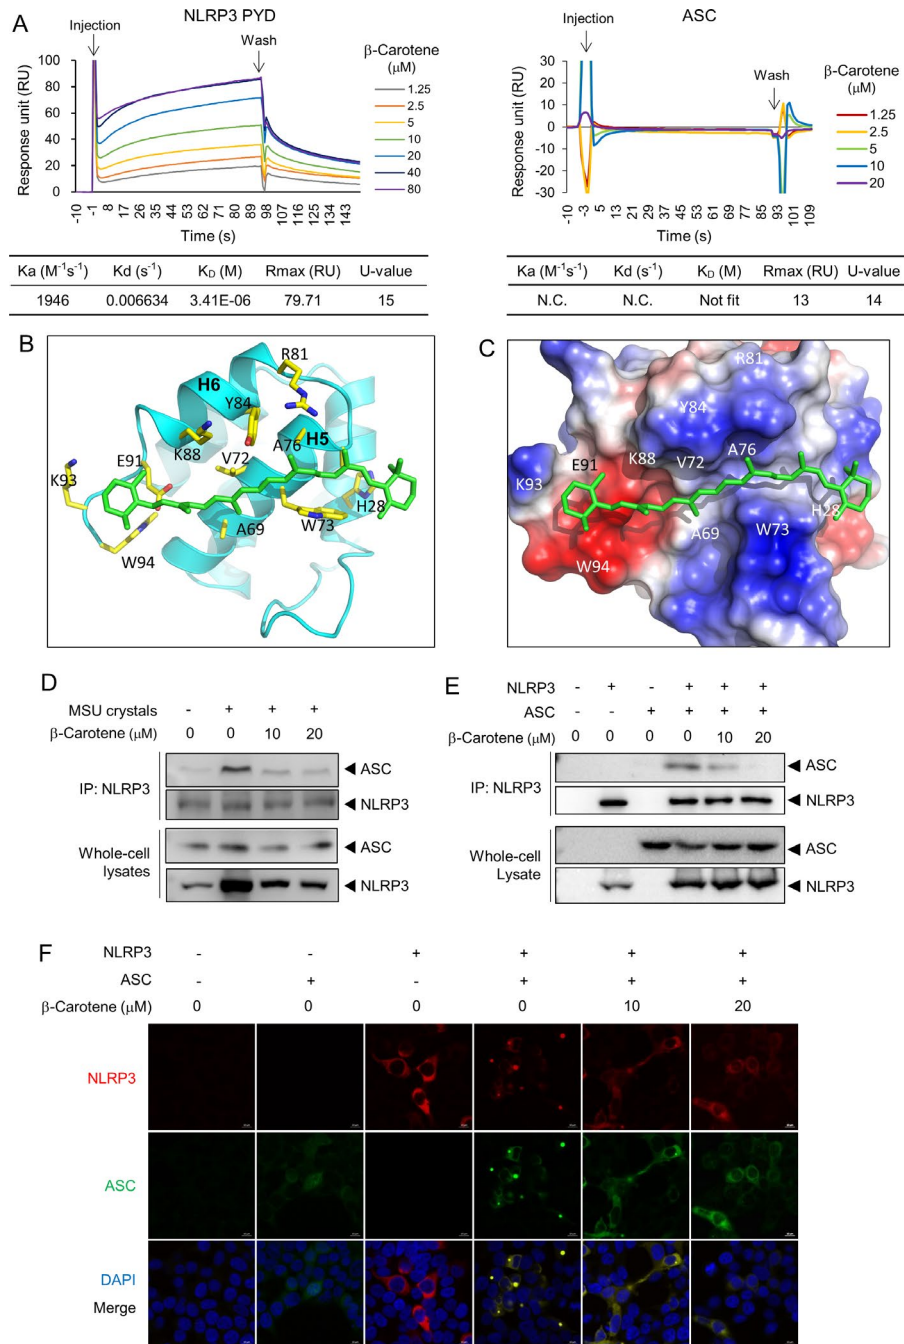 A
NLRP3 PYD
Injection
Wash
Response unit (RU)
100
80
60
40
20
0
-10 -1 8 17 26 35 44 53 62 71 80 89 98 107 116 125 134 143
Time (s)
β-Carotene
(μM)
1.25
2.5
5
10
20
40
80
ASC
Injection
Wash
Response unit (RU)
30
20
10
0
-10
-20
-30
-10 -3 5 13 21 29 37 45 53 61 69 77 85 93 101 109
Time (s)
β-Carotene
(μM)
1.25
2.5
5
10
20
Ka (M⁻¹s⁻¹) Kd (s⁻¹) K_D (M) Rmax (RU) U-value
1946 0.006634 3.41E-06 79.71 15
Ka (M⁻¹s⁻¹) Kd (s⁻¹) K_D (M) Rmax (RU) U-value
N.C. N.C. Not fit 13 14
B
R81
H6
Y84
H5
A76
K88
V72
E91
K93
H28
A69
W73
W94
C
R81
Y84
A76
K88
V72
E91
K93
H28
W73
A69
W94
D
MSU crystals - + + +
β-Carotene (μM) 0 0 10 20
IP: NLRP3
ASC
NLRP3
Whole-cell
lysates
ASC
NLRP3
E
NLRP3 - + - + + +
ASC - - + + + +
β-Carotene (μM) 0 0 0 0 10 20
IP: NLRP3
ASC
NLRP3
Whole-cell
Lysate
ASC
NLRP3
F
NLRP3 - - + + + +
ASC - + - + + +
β-Carotene (μM) 0 0 0 0 10 20
NLRP3
ASC
DAPI
Merge